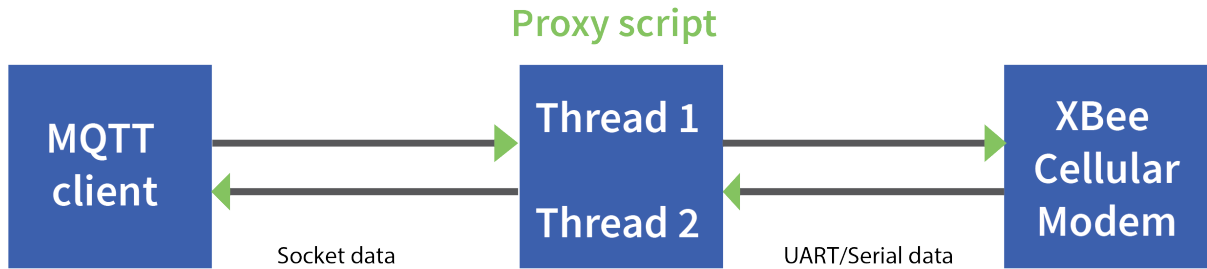 Proxy script
MQTT
client
Thread 1
Thread 2
XBee
Cellular
Modem
Socket data
UART/Serial data